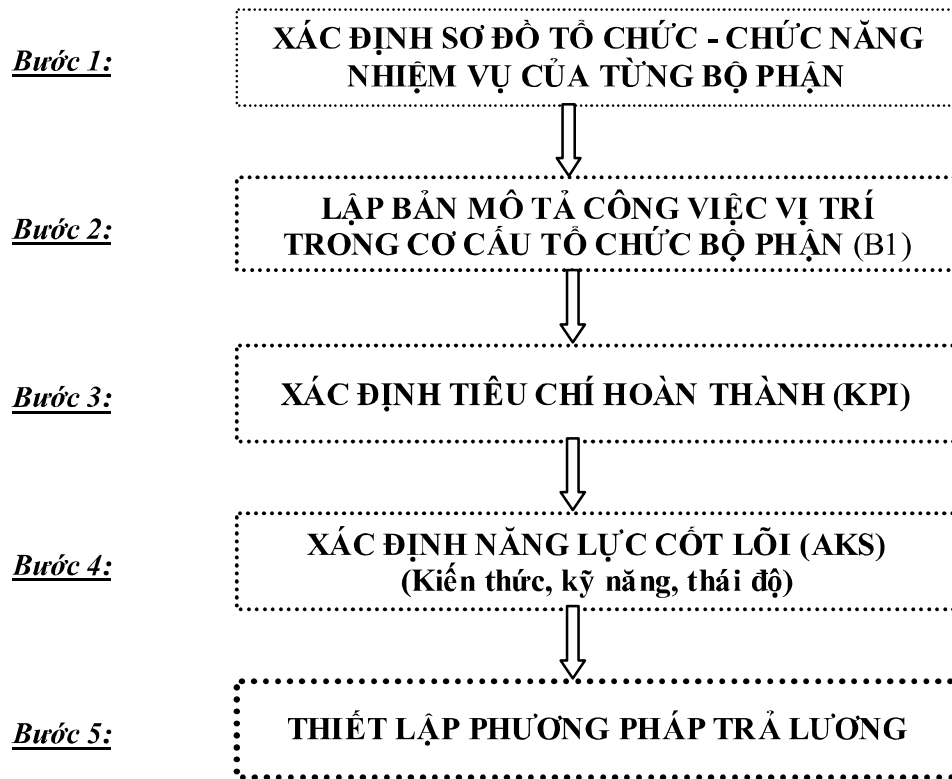 Bước 1:
XÁC ĐỊNH SƠ ĐỒ TỔ CHỨC - CHỨC NĂNG
NHIỆM VỤ CỦA TỪNG BỘ PHẬN
Bước 2:
LẬP BẢN MÔ TẢ CÔNG VIỆC VỊ TRÍ
TRONG CƠ CẤU TỔ CHỨC BỘ PHẬN (B1)
Bước 3:
XÁC ĐỊNH TIÊU CHÍ HOÀN THÀNH (KPI)
Bước 4:
XÁC ĐỊNH NĂNG LỰC CỐT LÕI (AKS)
(Kiến thức, kỹ năng, thái độ)
Bước 5:
THIẾT LẬP PHƯƠNG PHÁP TRẢ LƯƠNG